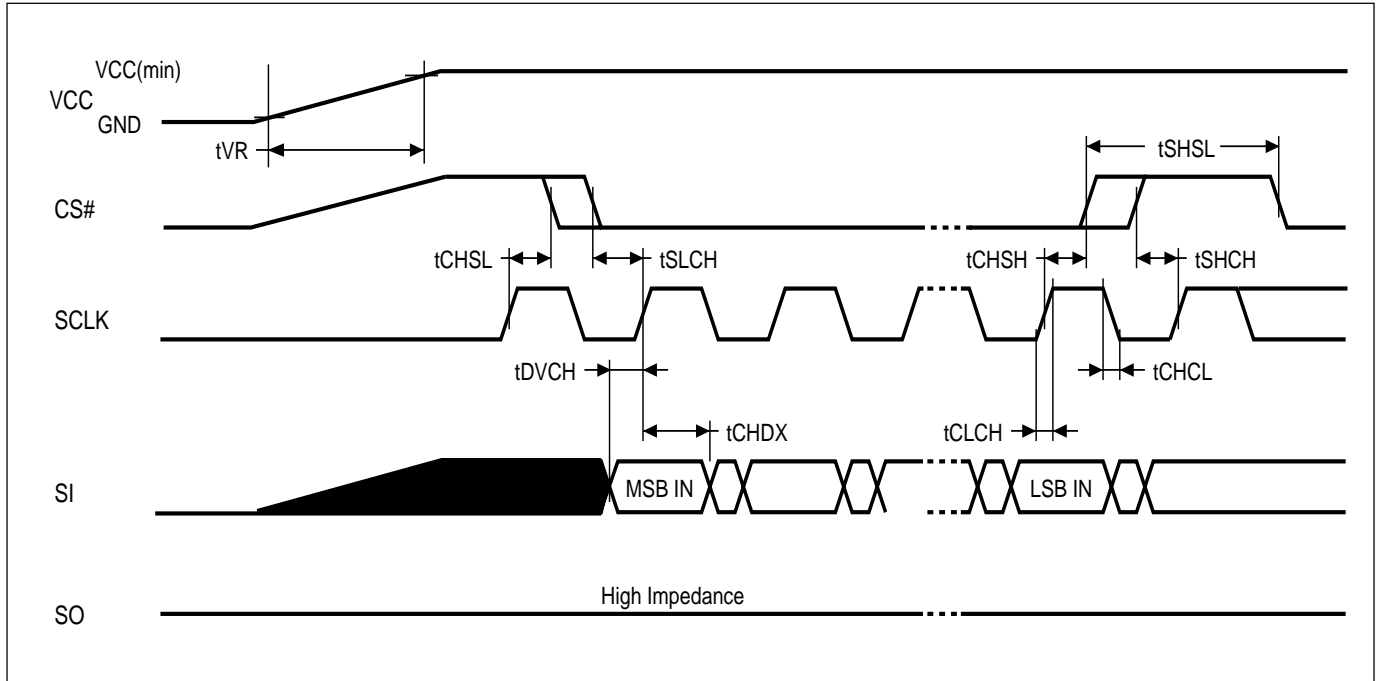 VCC(min)
VCC
GND
tVR
tSHSL
CS#
tCHSL
tSLCH
tCHSH
tSHCH
SCLK
tDVCH
tCHCL
tCHDX
tCLCH
SI
MSB IN
LSB IN
High Impedance
SO